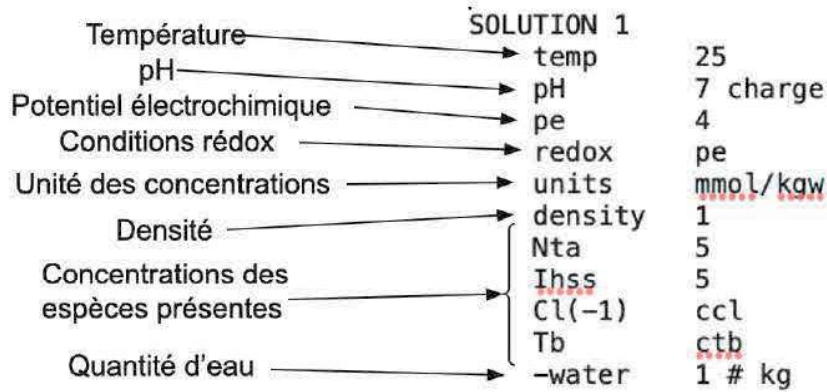 SOLUTION 1
Température temp 25
pH pH 7 charge
Potentiel électrochimique pe 4
Conditions rédox redox pe
Unité des concentrations units mmol/kgw
Densité density 1
Nta 5
Concentrations des Ihss 5
espèces présentes Cl(-1) ccl
Tb ctb
Quantité d'eau -water 1 # kg